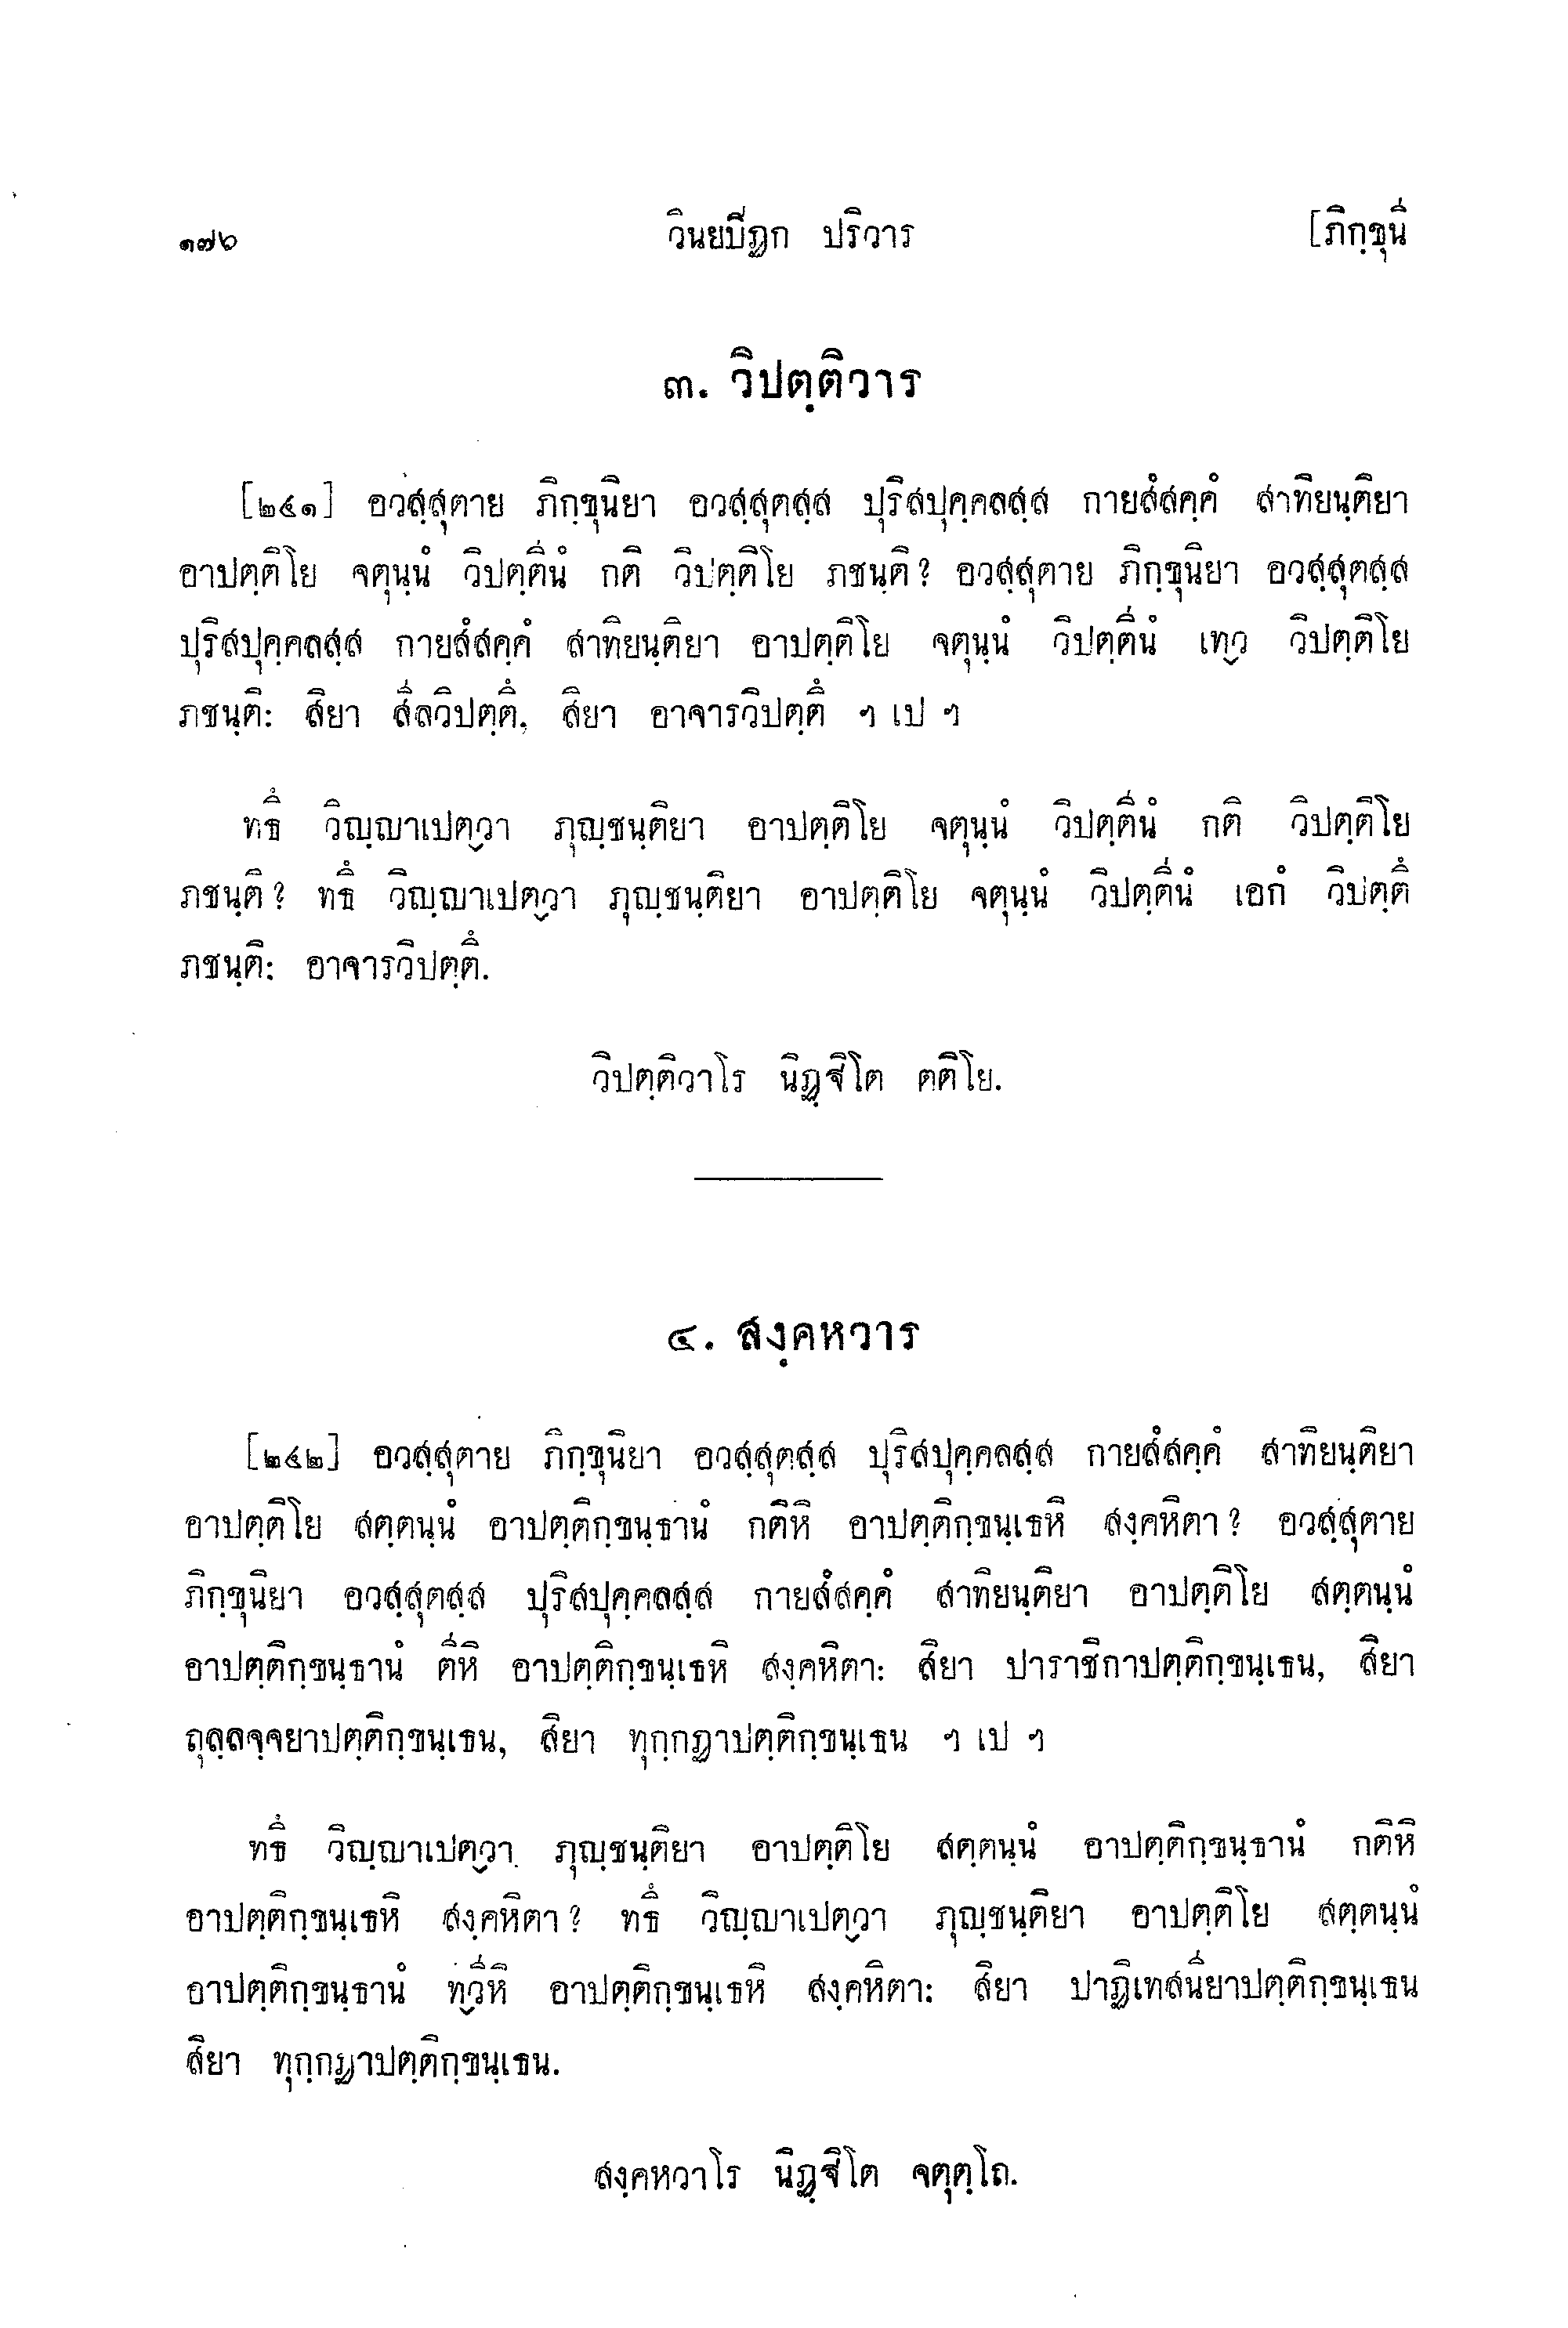 ๑๗๖ วินยปิฏก ปริวาร [ภิกฺขุนี
๓. วิปตฺติวาร
[๒๔๑] อวสฺสุตาย ภิกฺขุนิยา อวสฺสุตสฺส ปุริสปุคฺคลสฺส กายสํสคฺคํ สาทิยนฺติยา
อาปตฺติโย จตุนฺนํ วิปตฺตีนํ กติ วิปตฺติโย ภชนฺติ? อวสฺสุตาย ภิกฺขุนิยา อวสฺสุตสฺส
ปุริสปุคฺคลสฺส กายสํสคฺคํ สาทิยนฺติยา อาปตฺติโย จตุนฺนํ วิปตฺตีนํ เทฺว วิปตฺติโย
ภชนฺติ: สิยา สีลวิปตฺตึ, สิยา อาจารวิปตฺตึ ฯ เป ฯ
ทธึ วิญฺญาเปตฺวา ภุญฺชนฺติยา อาปตฺติโย จตุนฺนํ วิปตฺตีนํ กติ วิปตฺติโย
ภชนฺติ? ทธึ วิญฺญาเปตฺวา ภุญฺชนฺติยา อาปตฺติโย จตุนฺนํ วิปตฺตีนํ เอกํ วิปตฺตึ
ภชนฺติ: อาจารวิปตฺตึ.
วิปตฺติวาโร นิฏฺฐิโต ตติโย.
๔. สงฺคหวาร
[๒๔๒] อวสฺสุตาย ภิกฺขุนิยา อวสฺสุตสฺส ปุริสปุคฺคลสฺส กายสํสคฺคํ สาทิยนฺติยา
อาปตฺติโย สตฺตนฺนํ อาปตฺติกฺขนฺธานํ กติหิ อาปตฺติกฺขนฺเธหิ สงฺคหิตา? อวสฺสุตาย
ภิกฺขุนิยา อวสฺสุตสฺส ปุริสปุคฺคลสฺส กายสํสคฺคํ สาทิยนฺติยา อาปตฺติโย สตฺตนฺนํ
อาปตฺติกฺขนฺธานํ ตีหิ อาปตฺติกฺขนฺเธหิ สงฺคหิตา: สิยา ปาราชิกาปตฺติกฺขนฺเธน, สิยา
ถุลฺลจฺจยาปตฺติกฺขนฺเธน, สิยา ทุกฺกฏาปตฺติกฺขนฺเธน ฯ เป ฯ
ทธึ วิญฺญาเปตฺวา ภุญฺชนฺติยา อาปตฺติโย สตฺตนฺนํ อาปตฺติกฺขนฺธานํ กติหิ
อาปตฺติกฺขนฺเธหิ สงฺคหิตา? ทธึ วิญฺญาเปตฺวา ภุญฺชนฺติยา อาปตฺติโย สตฺตนฺนํ
อาปตฺติกฺขนฺธานํ ทฺวีหิ อาปตฺติกฺขนฺเธหิ สงฺคหิตา: สิยา ปาฏิเทสนียาปตฺติกฺขนฺเธน
สิยา ทุกฺกฏาปตฺติกฺขนฺเธน.
สงฺคหวาโร นิฏฺฐิโต จตุตฺโถ.